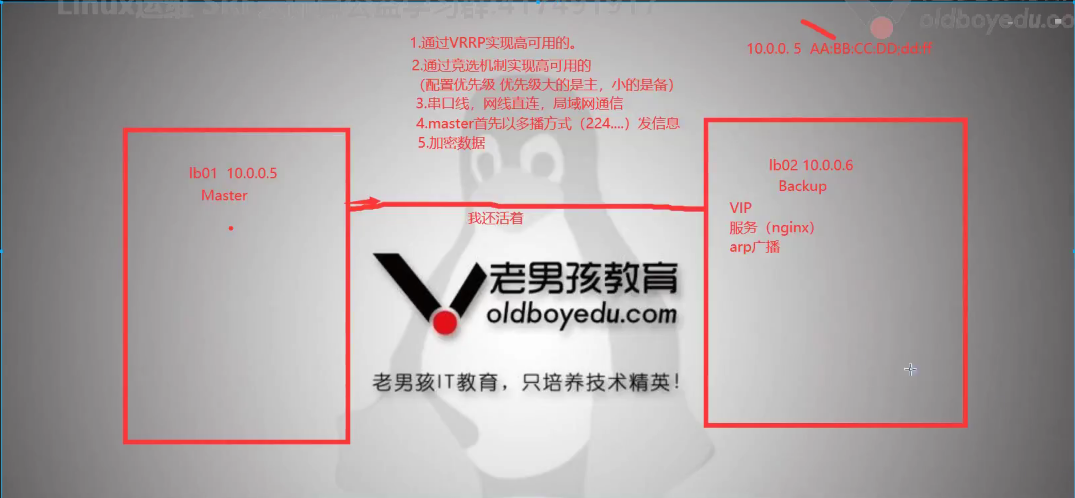 Linux运维
oldboyedu.co
1.通过VRRP实现高可用的。
10.0.0. 5 AA:BB:CC:DD:dd:ff
2.通过竞选机制实现高可用的
（配置优先级 优先级大的是主，小的是备）
3.串口线，网线直连，局域网通信
4.master首先以多播方式（224....）发信息
5.加密数据
lb01 10.0.0.5
Master
lb02 10.0.0.6
Backup
我还活着
VIP
服务（nginx）
arp广播
老男孩教育
oldboyedu.com
老男孩IT教育，只培养技术精英！